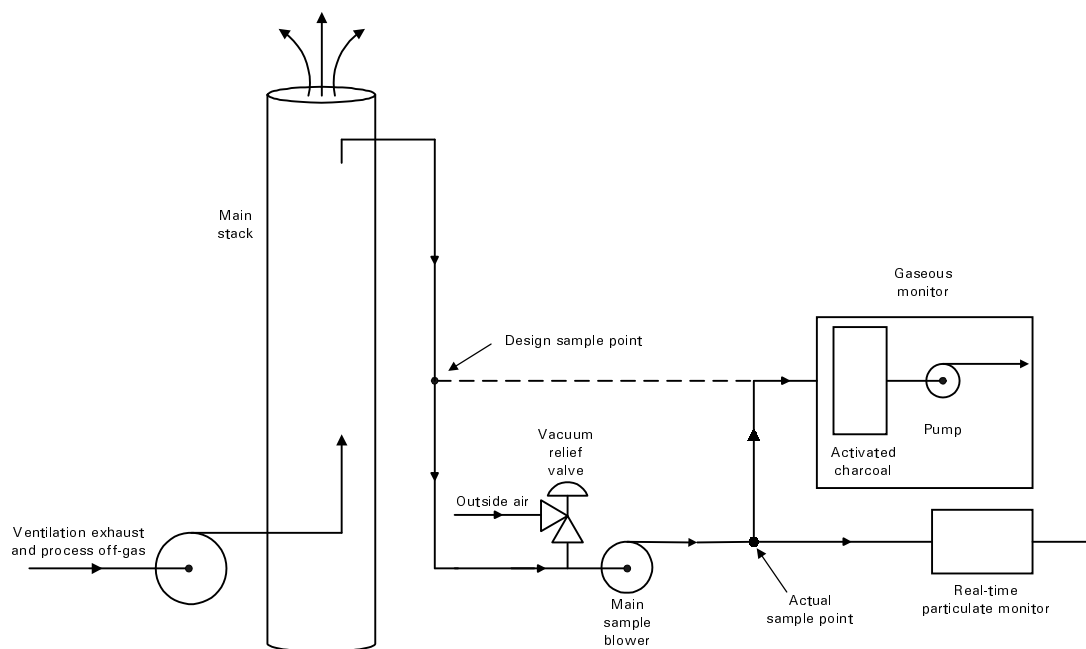 Main
stack
Gaseous
monitor
Design sample point
Vacuum
relief
valve
Pump
Activated
charcoal
Outside air
Ventilation exhaust
and process off-gas
Main
sample
blower
Actual
sample point
Real-time
particulate monitor